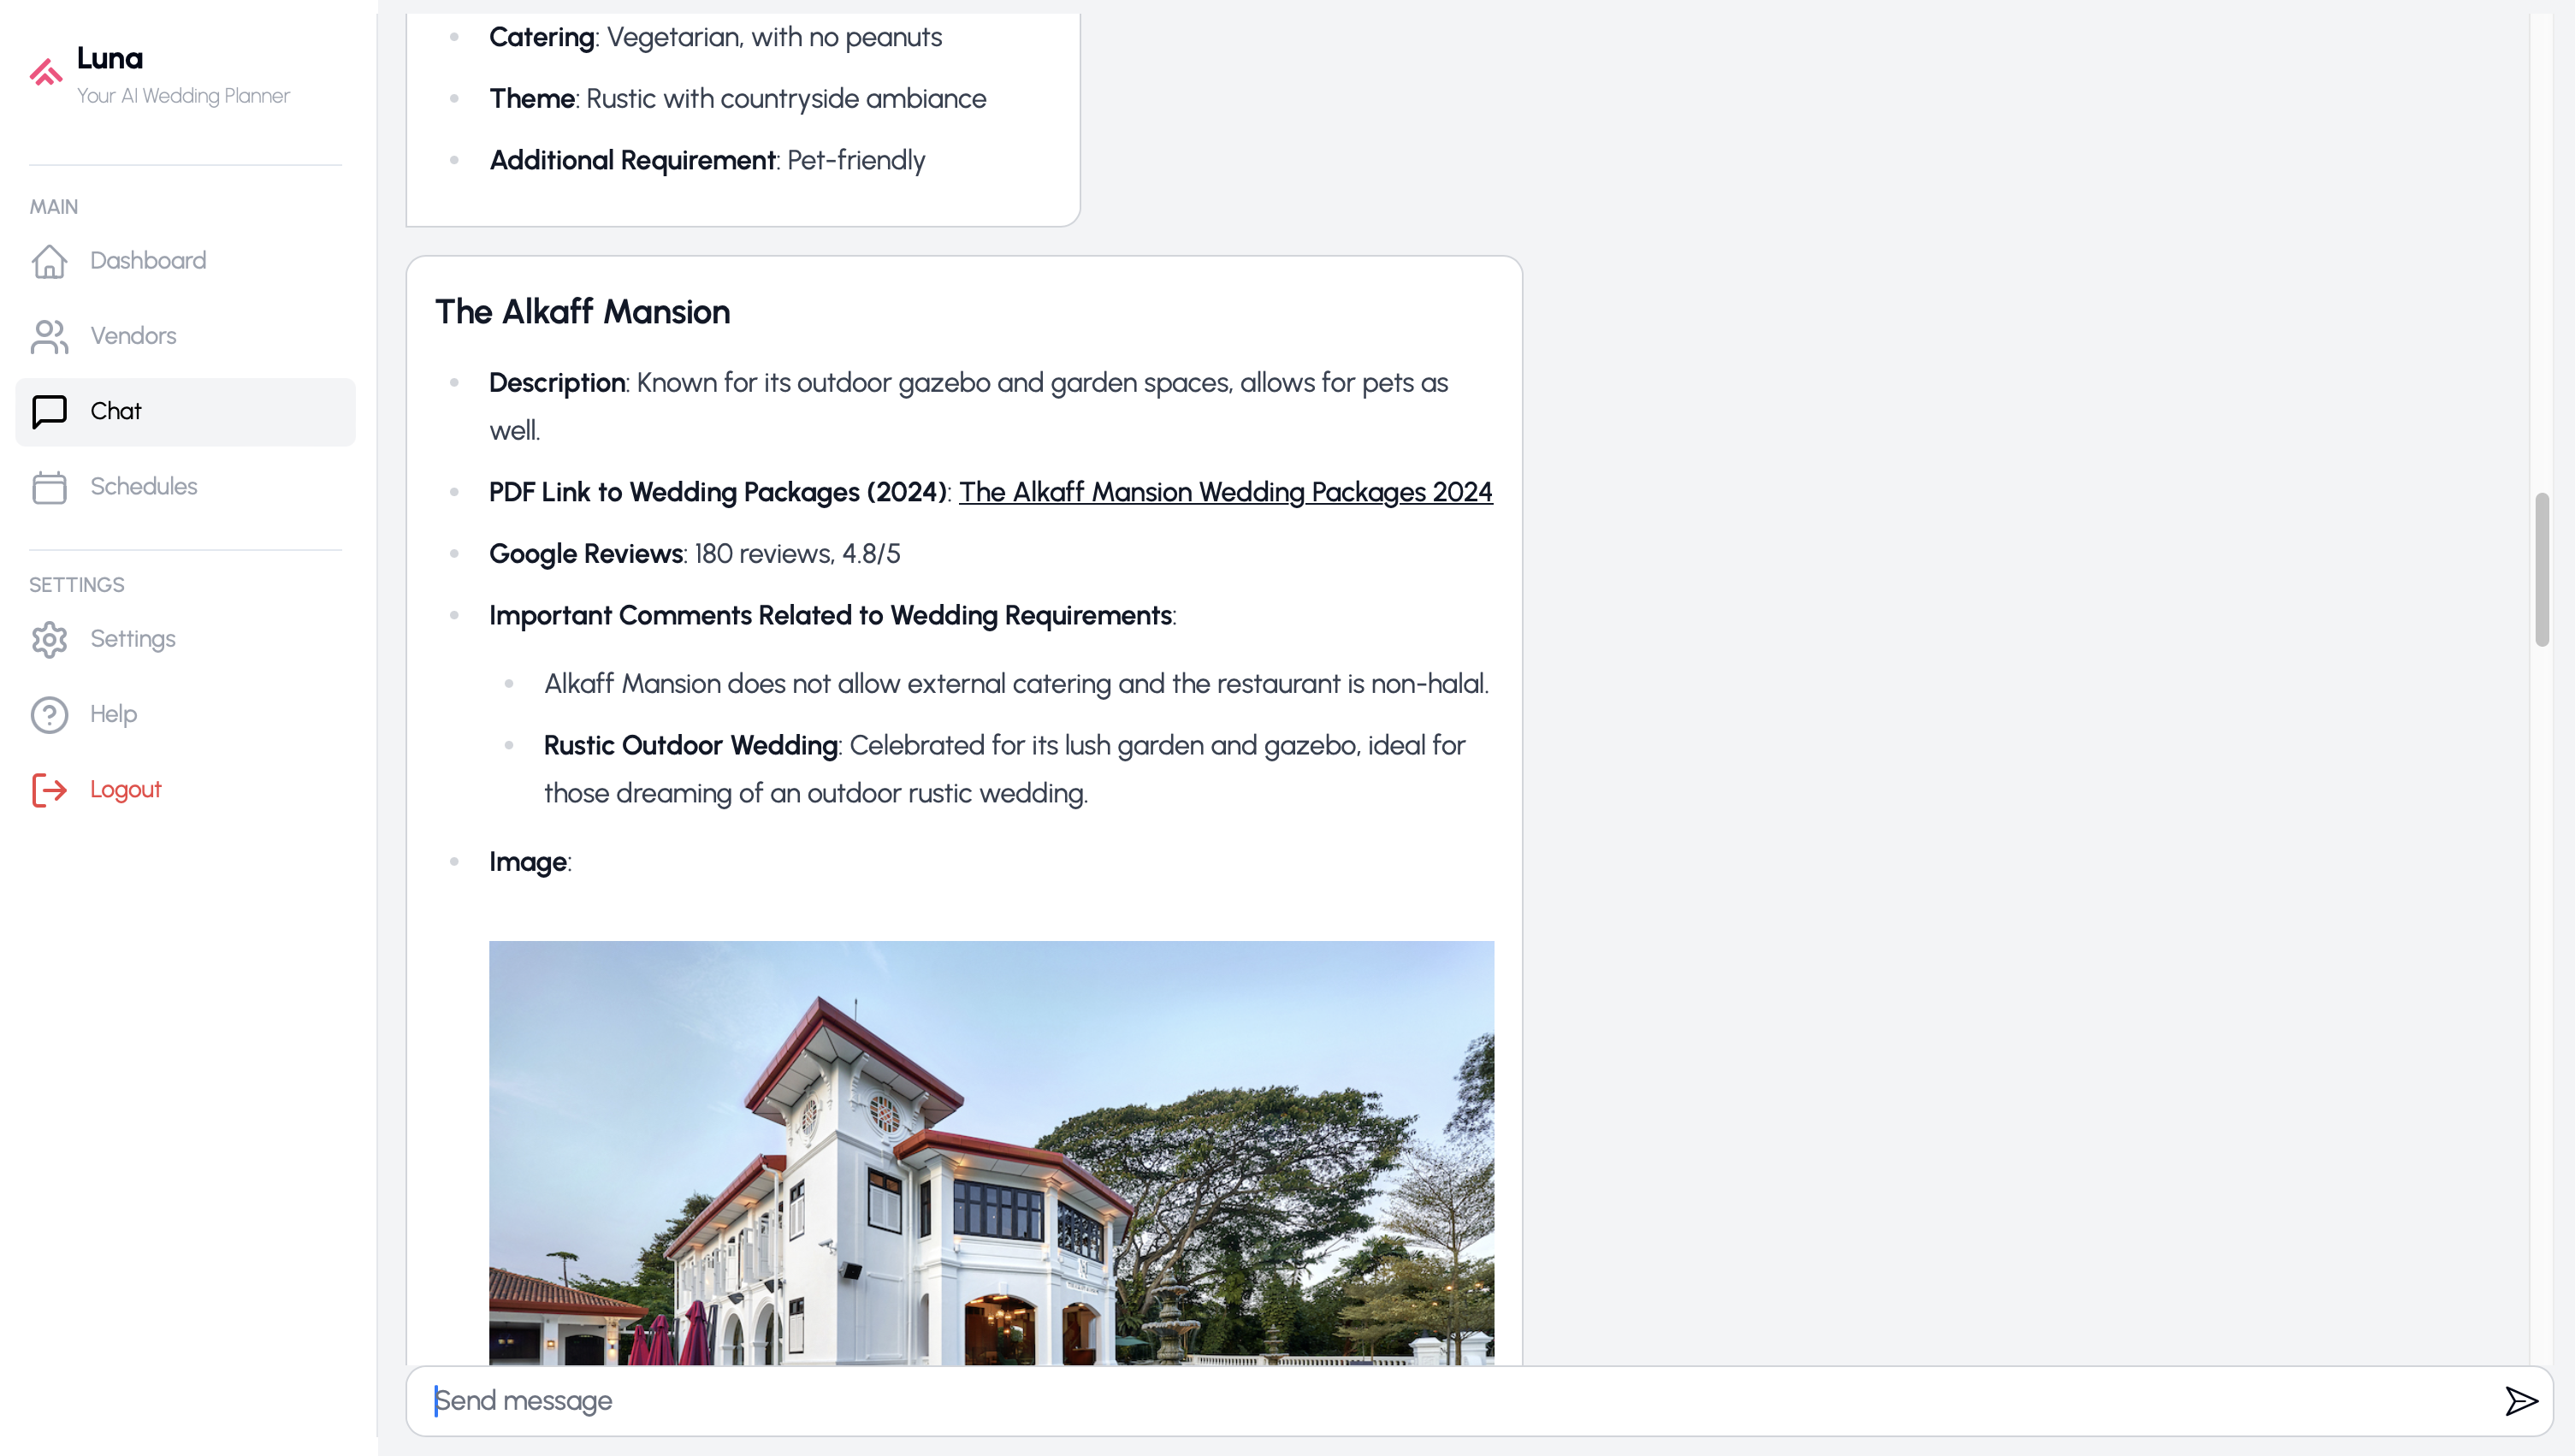 Luna
Your AI Wedding Planner
MAIN
Dashboard
Vendors
Chat
Schedules
SETTINGS
Settings
Help
Logout
Catering: Vegetarian, with no peanuts
Theme: Rustic with countryside ambiance
Additional Requirement: Pet-friendly
The Alkaff Mansion
Description: Known for its outdoor gazebo and garden spaces, allows for pets as
well.
PDF Link to Wedding Packages (2024): The Alkaff Mansion Wedding Packages 2024
Google Reviews: 180 reviews, 4.8/5
Important Comments Related to Wedding Requirements:
Alkaff Mansion does not allow external catering and the restaurant is non-halal.
Rustic Outdoor Wedding: Celebrated for its lush garden and gazebo, ideal for
those dreaming of an outdoor rustic wedding.
Image:
Send message